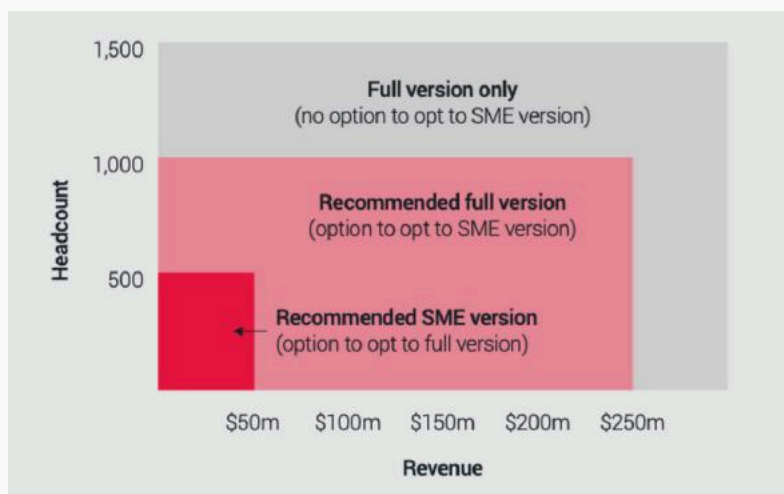 1,500
Full version only
(no option to opt to SME version)
1,000
Recommended full version
(option to opt to SME version)
Headcount
500
Recommended SME version
(option to opt to full version)
$50m $100m $150m $200m $250m
Revenue